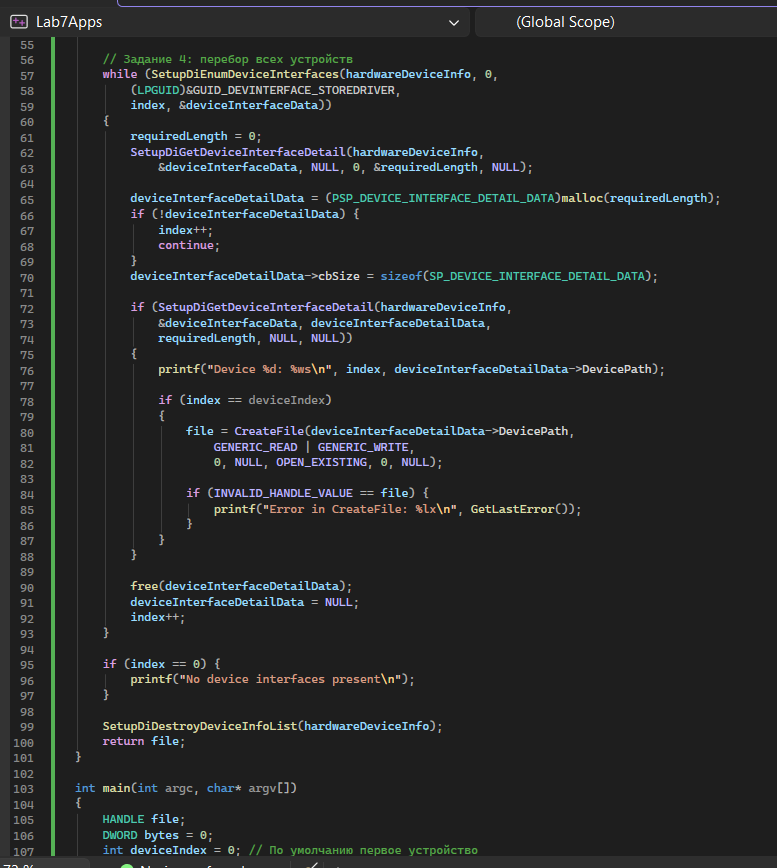 Lab7Apps
(Global Scope)
55
56 // Задание 4: перебор всех устройств
57 while (SetupDiEnumDeviceInterfaces(hardwareDeviceInfo, 0,
58 (LPGUID)&GUID_DEVINTERFACE_STOREDRIVER,
59 index, &deviceInterfaceData))
60 {
61 requiredLength = 0;
62 SetupDiGetDeviceInterfaceDetail(hardwareDeviceInfo,
63 &deviceInterfaceData, NULL, 0, &requiredLength, NULL);
64
65 deviceInterfaceDetailData = (PSP_DEVICE_INTERFACE_DETAIL_DATA)malloc(requiredLength);
66 if (!deviceInterfaceDetailData) {
67 index++;
68 continue;
69 }
70 deviceInterfaceDetailData->cbSize = sizeof(SP_DEVICE_INTERFACE_DETAIL_DATA);
71
72 if (SetupDiGetDeviceInterfaceDetail(hardwareDeviceInfo,
73 &deviceInterfaceData, deviceInterfaceDetailData,
74 requiredLength, NULL, NULL))
75 {
76 printf("Device %d: %ws\n", index, deviceInterfaceDetailData->DevicePath);
77
78 if (index == deviceIndex)
79 {
80 file = CreateFile(deviceInterfaceDetailData->DevicePath,
81 GENERIC_READ | GENERIC_WRITE,
82 0, NULL, OPEN_EXISTING, 0, NULL);
83
84 if (INVALID_HANDLE_VALUE == file) {
85 printf("Error in CreateFile: %lx\n", GetLastError());
86 }
87 }
88 }
89
90 free(deviceInterfaceDetailData);
91 deviceInterfaceDetailData = NULL;
92 index++;
93 }
94
95 if (index == 0) {
96 printf("No device interfaces present\n");
97 }
98
99 SetupDiDestroyDeviceInfoList(hardwareDeviceInfo);
100 return file;
101 }
102
103 int main(int argc, char* argv[])
104 {
105 HANDLE file;
106 DWORD bytes = 0;
107 int deviceIndex = 0; // По умолчанию первое устройство